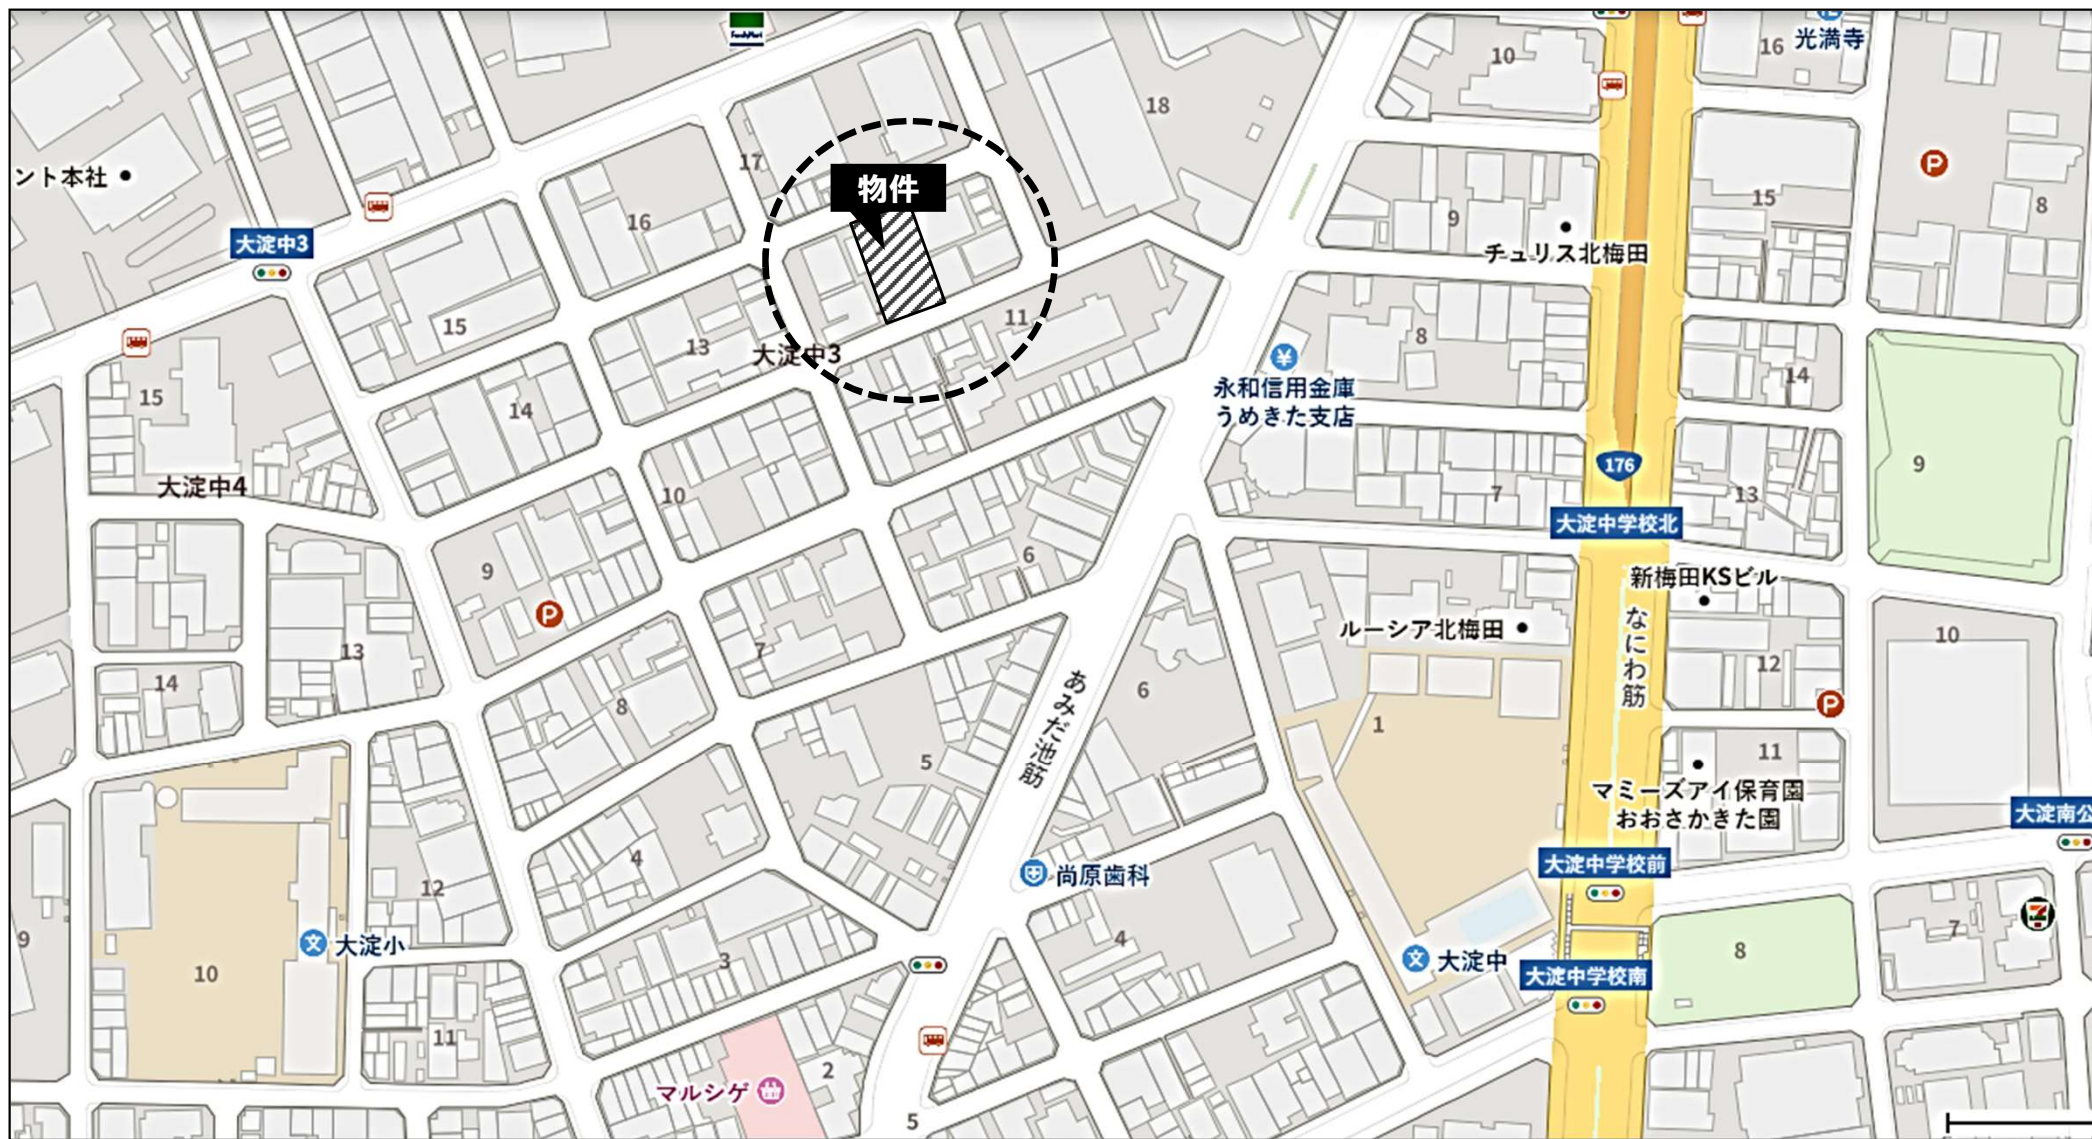 FamilyMart
10
16
光満寺
18
ント本社
17
P
物件
15
8
16
9
大淀中3
チュリス北梅田
15
11
8
13
大淀中3
14
永和信用金庫
うめきた支店
15
14
176
9
大淀中4
10
7
13
大淀中学校北
6
9
新梅田KSビル
P
なにわ筋
ルーシア北梅田
10
13
7
12
14
8
あみだ池筋
6
P
1
5
11
マミーズアイ保育園
おおさかきた園
大淀南公
4
大淀中学校前
尚原歯科
12
7
7
9
文
大淀小
4
8
10
3
文
大淀中
大淀中学校南
11
2
マルシゲ
5